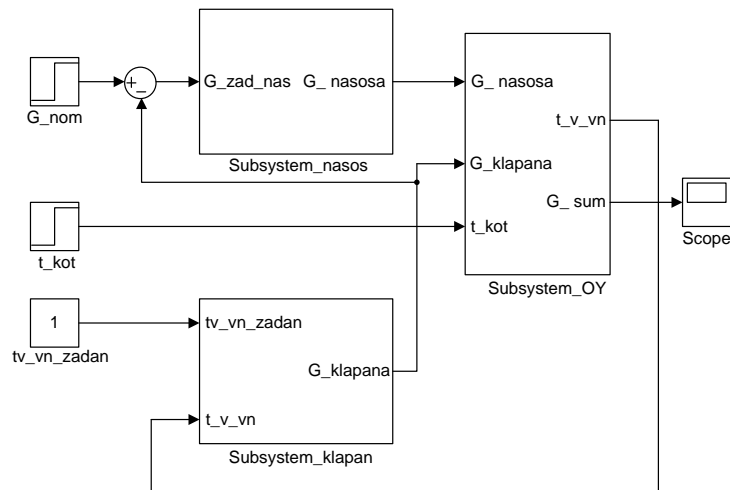 G_nom
+
_
G_zad_nas
G_ nasosa
Subsystem_nasos
G_ nasosa
G_klapana
t_kot
t_v_vn
G_ sum
Subsystem_OY
Scope
t_kot
1
tv_vn_zadan
tv_vn_zadan
t_v_vn
G_klapana
Subsystem_klapan